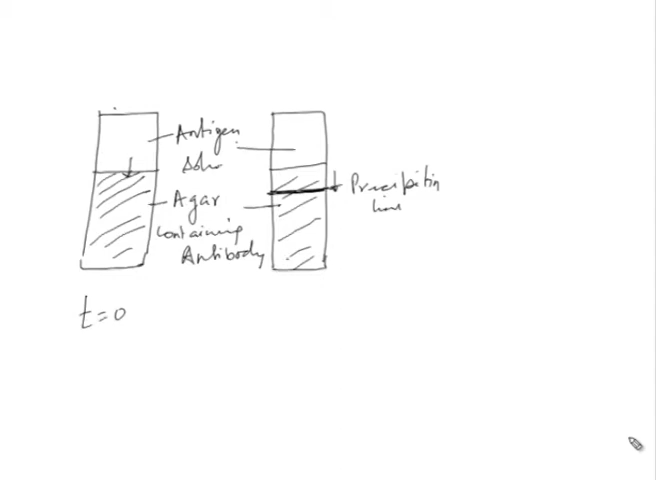 Antigen
soln
Agar
containing
Antibody
Precipitin
line
t=0